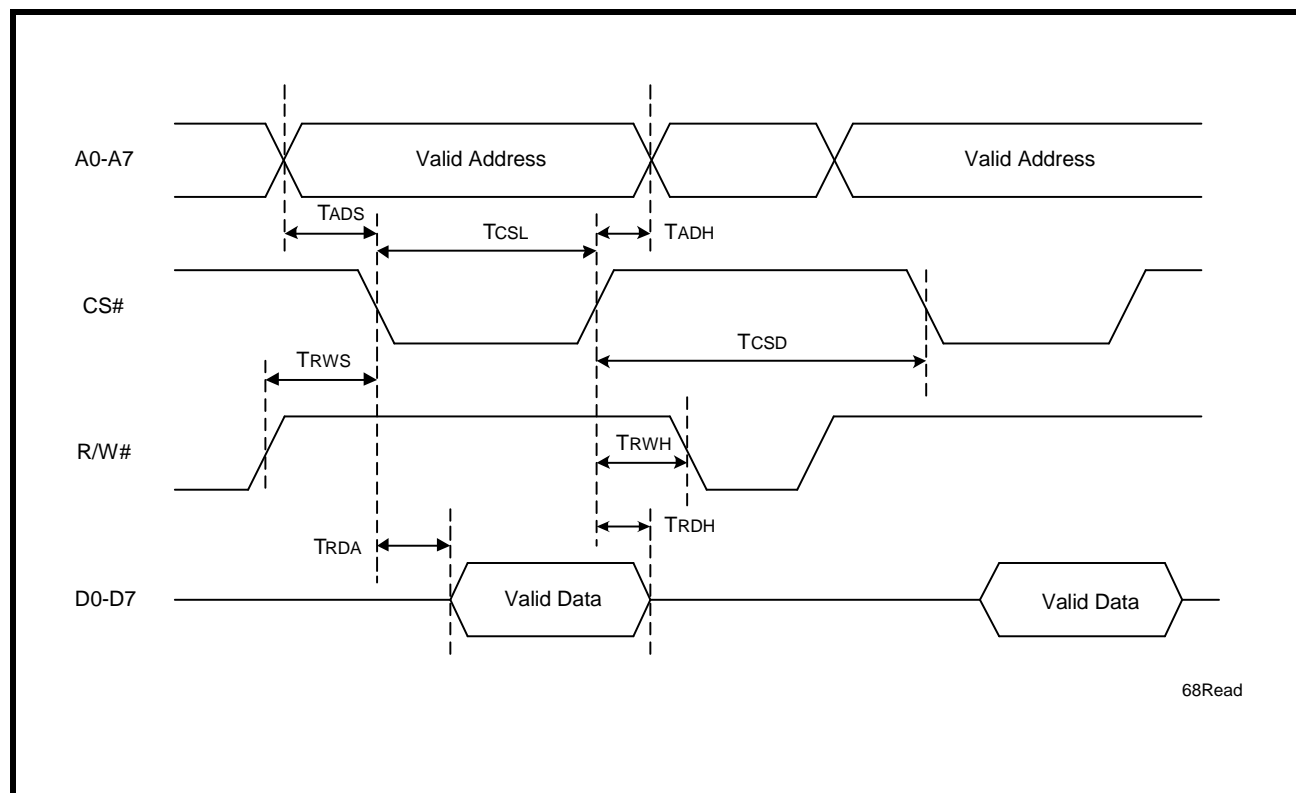 A0-A7
Valid Address
Valid Address
TADS
TCSL
TADH
CS#
TCSD
TRWS
R/W#
TRWH
TRDH
TRDA
D0-D7
Valid Data
Valid Data
68Read